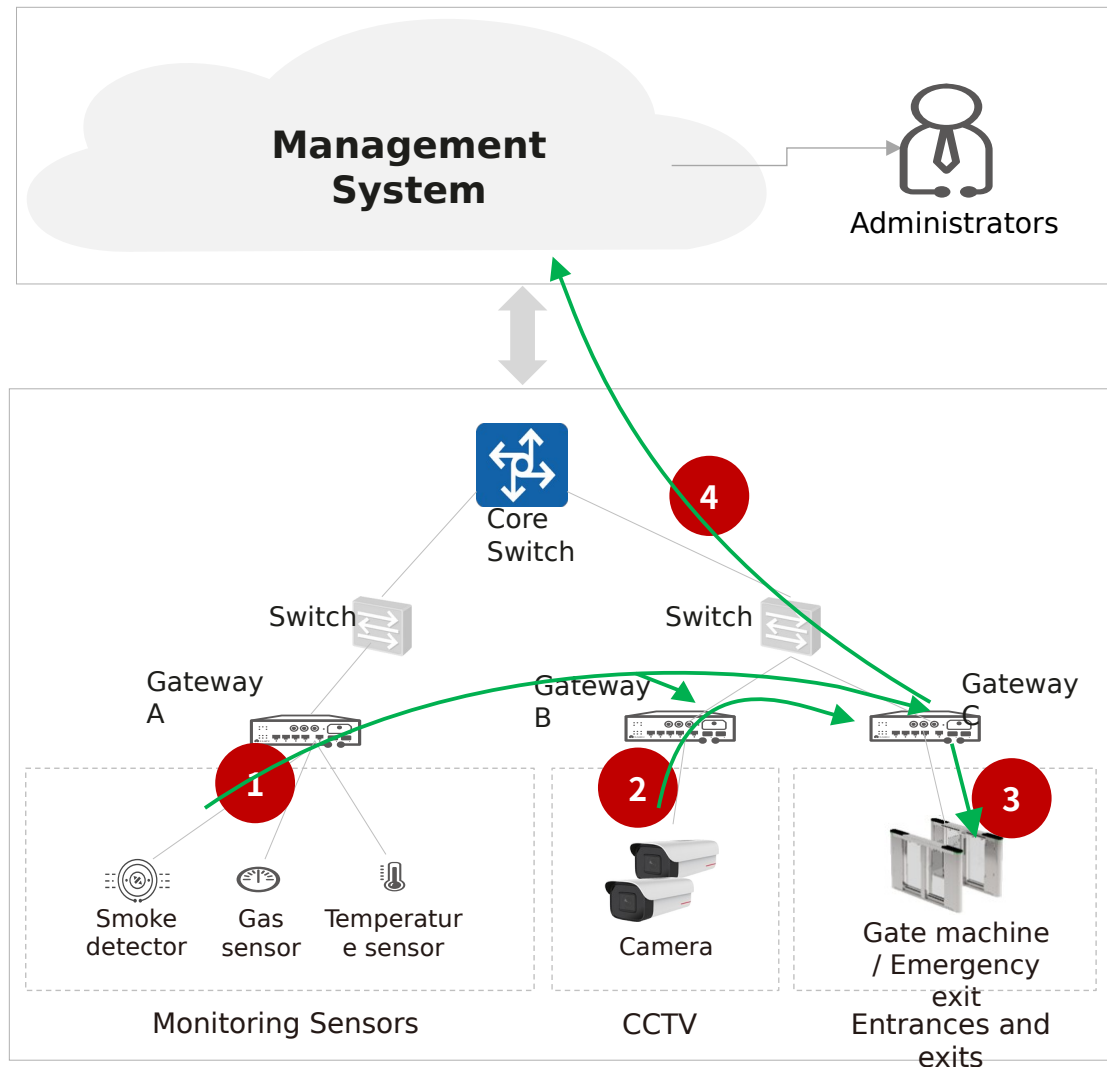 Management
System
Administrators
4
Core
Switch
Switch
Switch
Gateway
A
Gateway
B
Gateway
C
1
2
3
Smoke
detector
Gas
sensor
Temperatur
e sensor
Camera
Gate machine
/ Emergency
exit
Monitoring Sensors
CCTV
Entrances and
exits